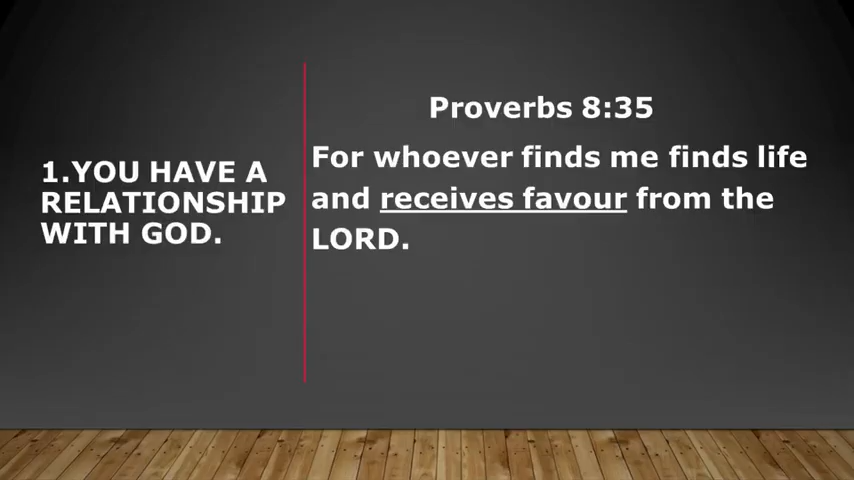 1.YOU HAVE A
RELATIONSHIP
WITH GOD.
Proverbs 8:35
For whoever finds me finds life
and receives favour from the
LORD.